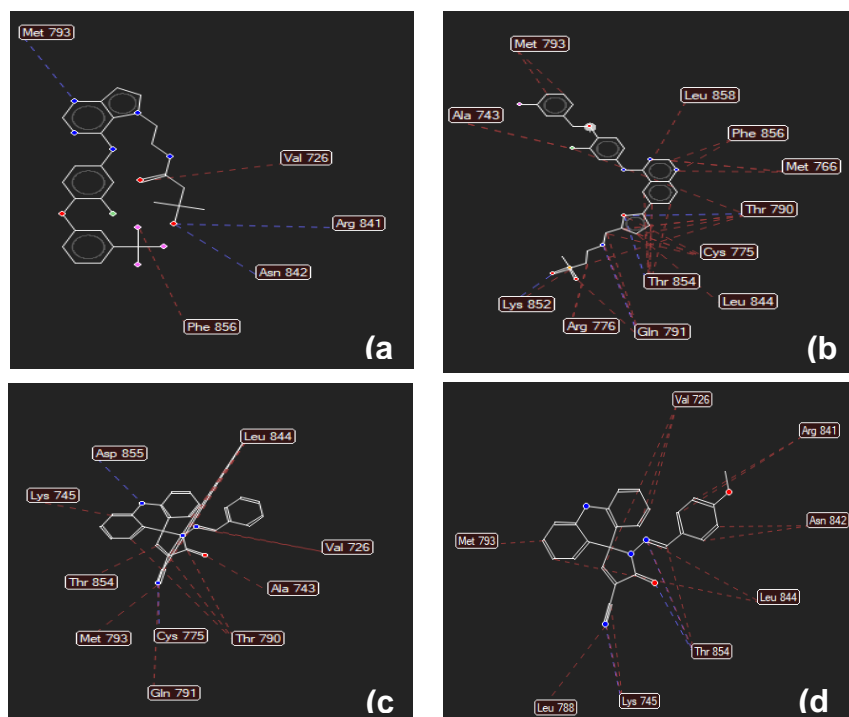 Met 793
Val 726
Arg 841
Asn 842
Phe 856
(a
Met 793
Leu 858
Ala 743
Phe 856
Met 766
Thr 790
Cys 775
Thr 854
Leu 844
Lys 852
Arg 776
Gln 791
(b
Leu 844
Asp 855
Lys 745
Val 726
Thr 854
Ala 743
Met 793
Cys 775
Thr 790
Gln 791
(c
Val 726
Arg 841
Asn 842
Met 793
Leu 844
Thr 854
Leu 788
Lys 745
(d